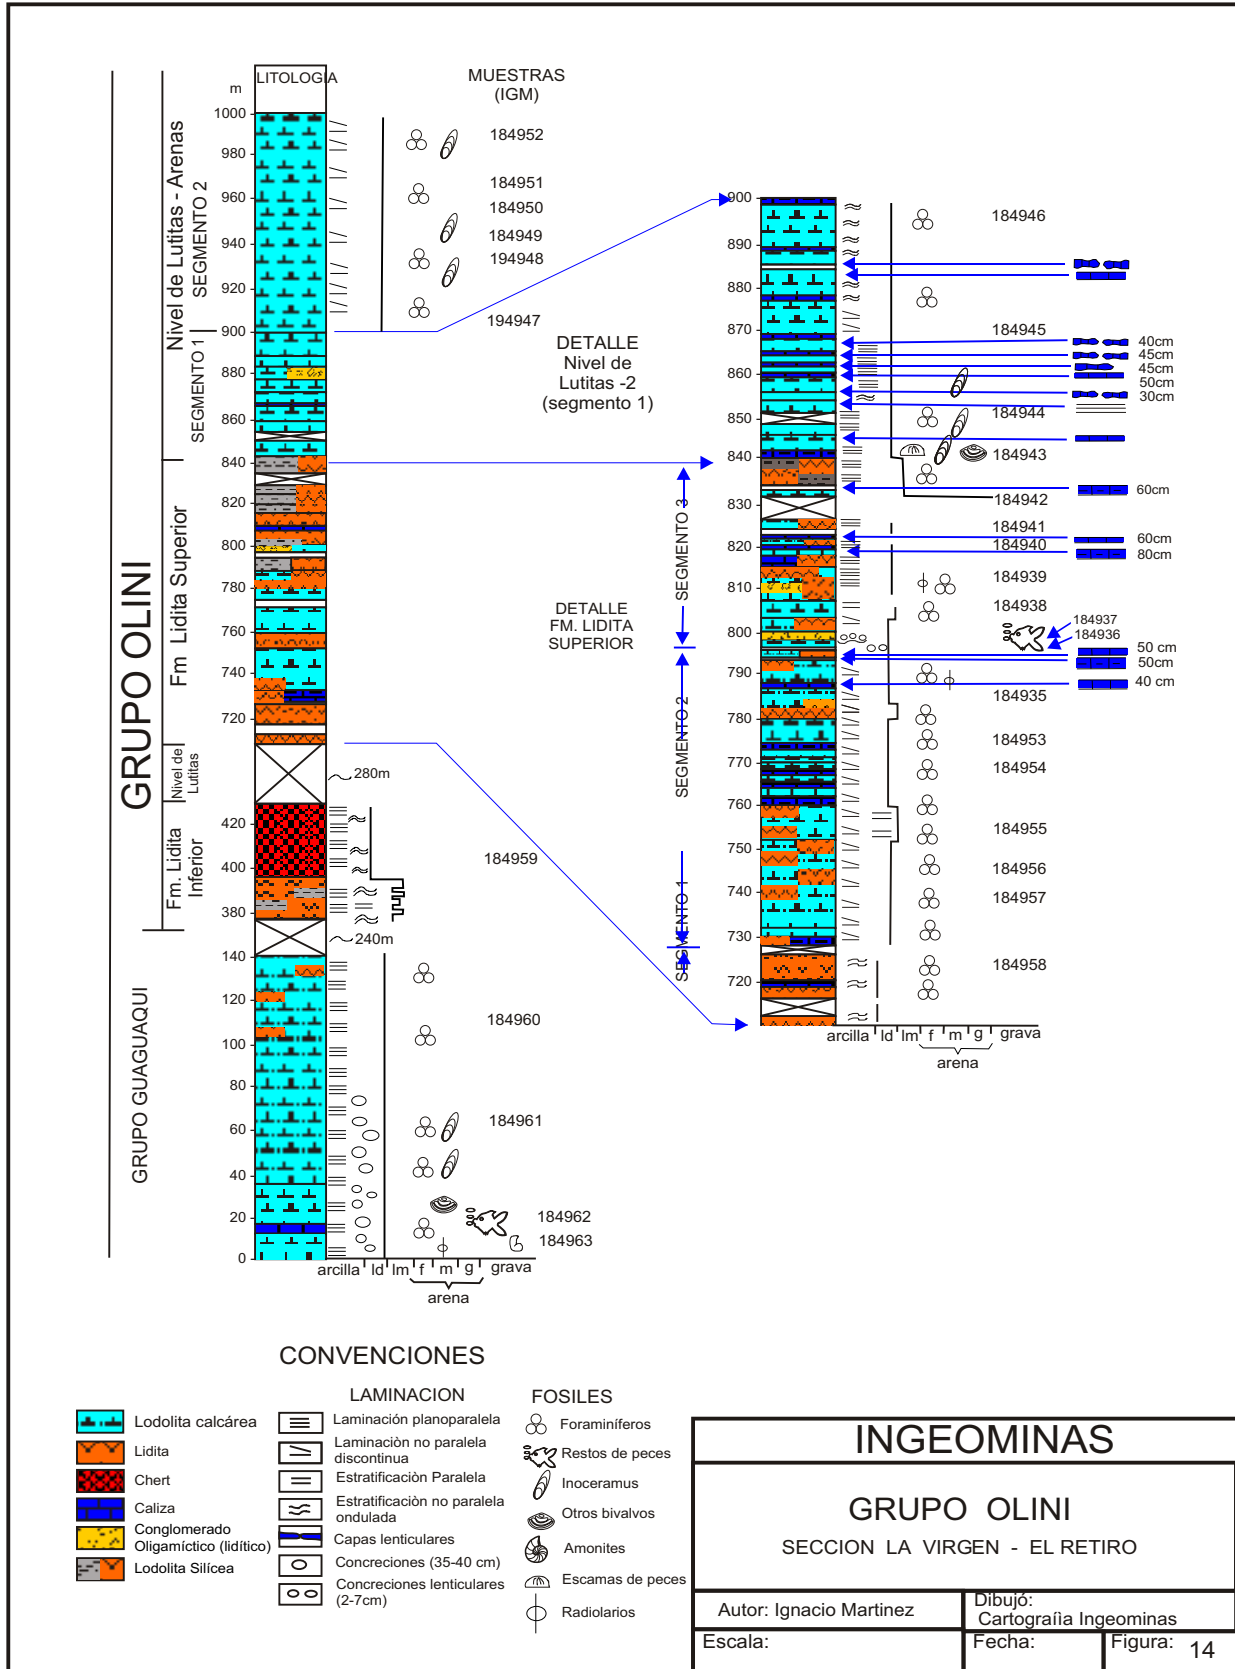 LITOLOGIA
MUESTRAS
(IGM)
m
1000
980
960
940
920
900
880
860
840
820
800
780
760
740
720
420
400
380
140
120
100
80
60
40
20
0
GRUPO OLINI
GRUPO GUAGUAQUI
Nivel de Lutitas - Arenas
SEGMENTO 2
SEGMENTO 1
Fm Lidita Superior
Nivel de
Lutitas
Fm. Lidita
Inferior
280m
240m
184952
184951
184950
184949
194948
194947
184959
184960
184961
184962
184963
arcilla ld lm f m g grava
arena
DETALLE
Nivel de
Lutitas -2
(segmento 1)
DETALLE
FM. LIDITA
SUPERIOR
SEGMENTO 3
SEGMENTO 2
SEGMENTO 1
900
890
880
870
860
850
840
830
820
810
800
790
780
770
760
750
740
730
720
184946
184945
184944
184943
184942
184941
184940
184939
184938
184937
184936
184935
184953
184954
184955
184956
184957
184958
40cm
45cm
45cm
50cm
30cm
60cm
60cm
80cm
50 cm
50cm
40 cm
arcilla ld lm f m g grava
arena
CONVENCIONES
Lodolita calcárea
Lidita
Chert
Caliza
Conglomerado
Oligamíctico (lidítico)
Lodolita Silícea
LAMINACION
Laminación planoparalela
Laminaciòn no paralela
discontinua
Estratificaciòn Paralela
Estratificaciòn no paralela
ondulada
Capas lenticulares
Concreciones (35-40 cm)
Concreciones lenticulares
(2-7cm)
FOSILES
Foraminíferos
Restos de peces
Inoceramus
Otros bivalvos
Amonites
Escamas de peces
Radiolarios
INGEOMINAS
GRUPO OLINI
SECCION LA VIRGEN - EL RETIRO
Autor: Ignacio Martinez
Dibujó:
Cartografíia Ingeominas
Escala:
Fecha:
Figura: 14